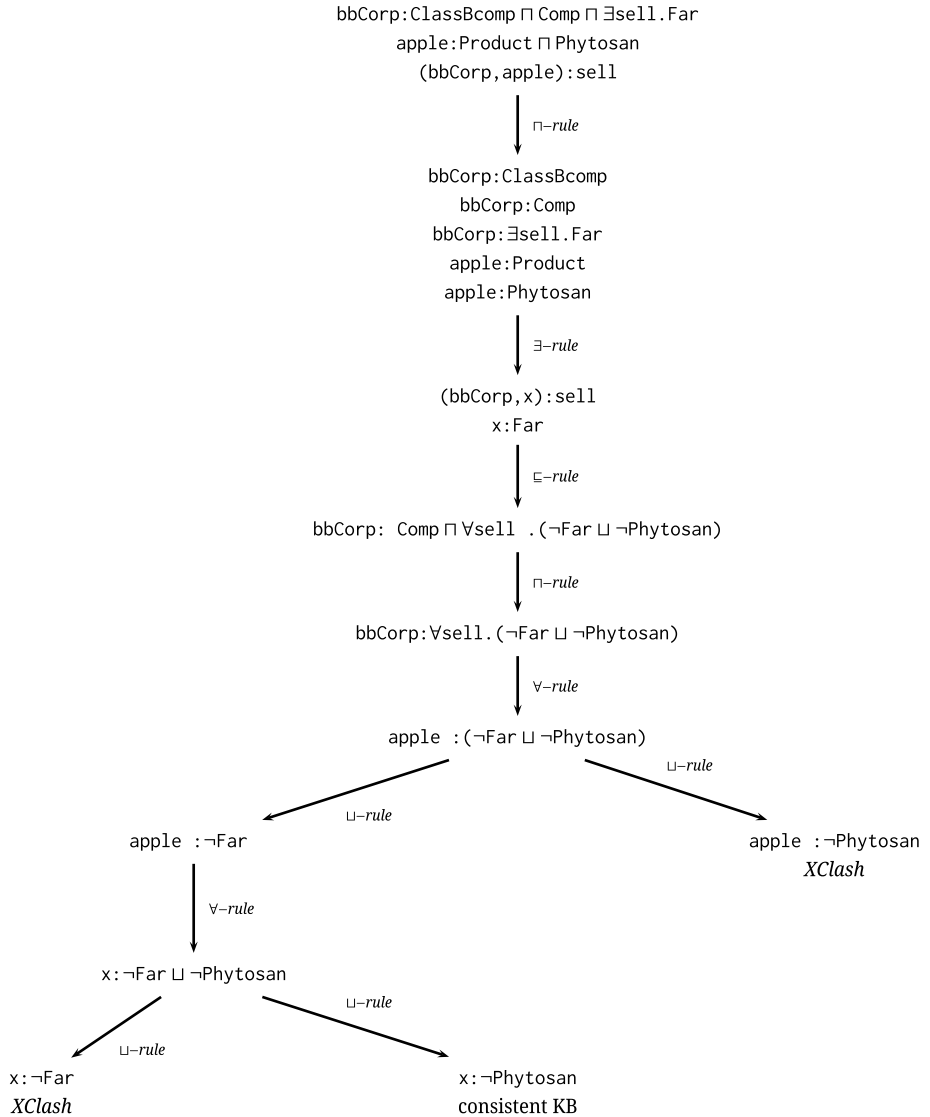 bbCorp:ClassBcomp⊓Comp⊓∃sell.Far
apple:Product⊓Phytosan
(bbCorp,apple):sell
⊓–rule
bbCorp:ClassBcomp
bbCorp:Comp
bbCorp:∃sell.Far
apple:Product
apple:Phytosan
∃–rule
(bbCorp,x):sell
x:Far
⊑–rule
bbCorp: Comp⊓∀sell .(¬Far⊔¬Phytosan)
⊓–rule
bbCorp:∀sell.(¬Far⊔¬Phytosan)
∀–rule
apple :(¬Far⊔¬Phytosan)
⊔–rule
⊔–rule
apple :¬Far
apple :¬Phytosan
XClash
∀–rule
x:¬Far⊔¬Phytosan
⊔–rule
⊔–rule
x:¬Far
XClash
x:¬Phytosan
consistent KB